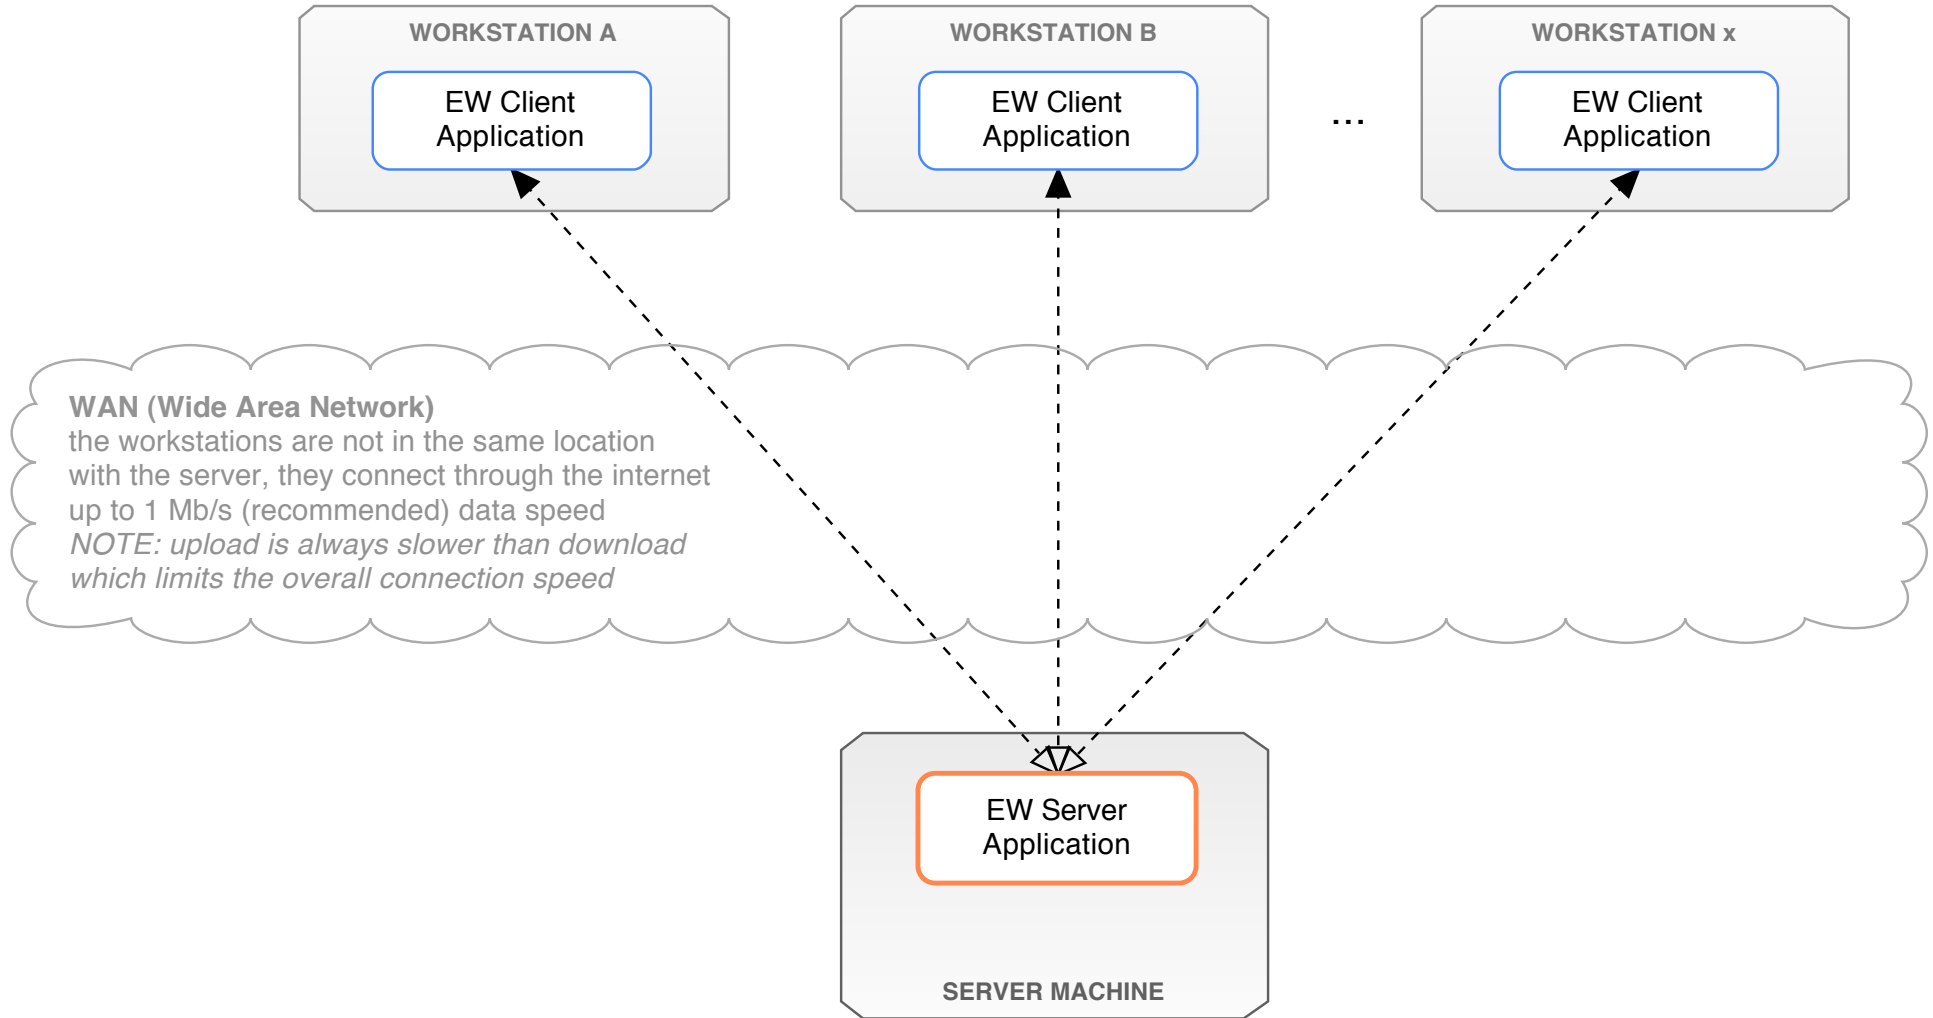 WORKSTATION A
EW Client
Application
WORKSTATION B
EW Client
Application
...
WORKSTATION x
EW Client
Application
WAN (Wide Area Network)
the workstations are not in the same location
with the server, they connect through the internet
up to 1 Mb/s (recommended) data speed
NOTE: upload is always slower than download
which limits the overall connection speed
EW Server
Application
SERVER MACHINE